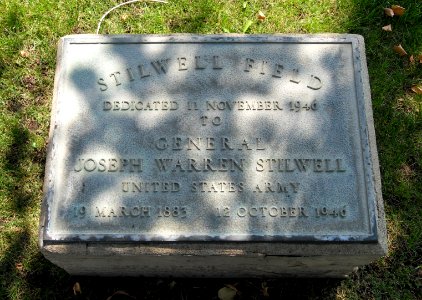 STILWELL FIELD
DEDICATED 11 NOVEMBER 1946
TO
GENERAL
JOSEPH WARREN STILWELL
UNITED STATES ARMY
19 MARCH 1883 12 OCTOBER 1946